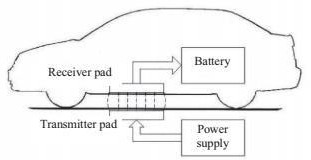 Battery
Receiver pad
Transmitter pad
Power
supply